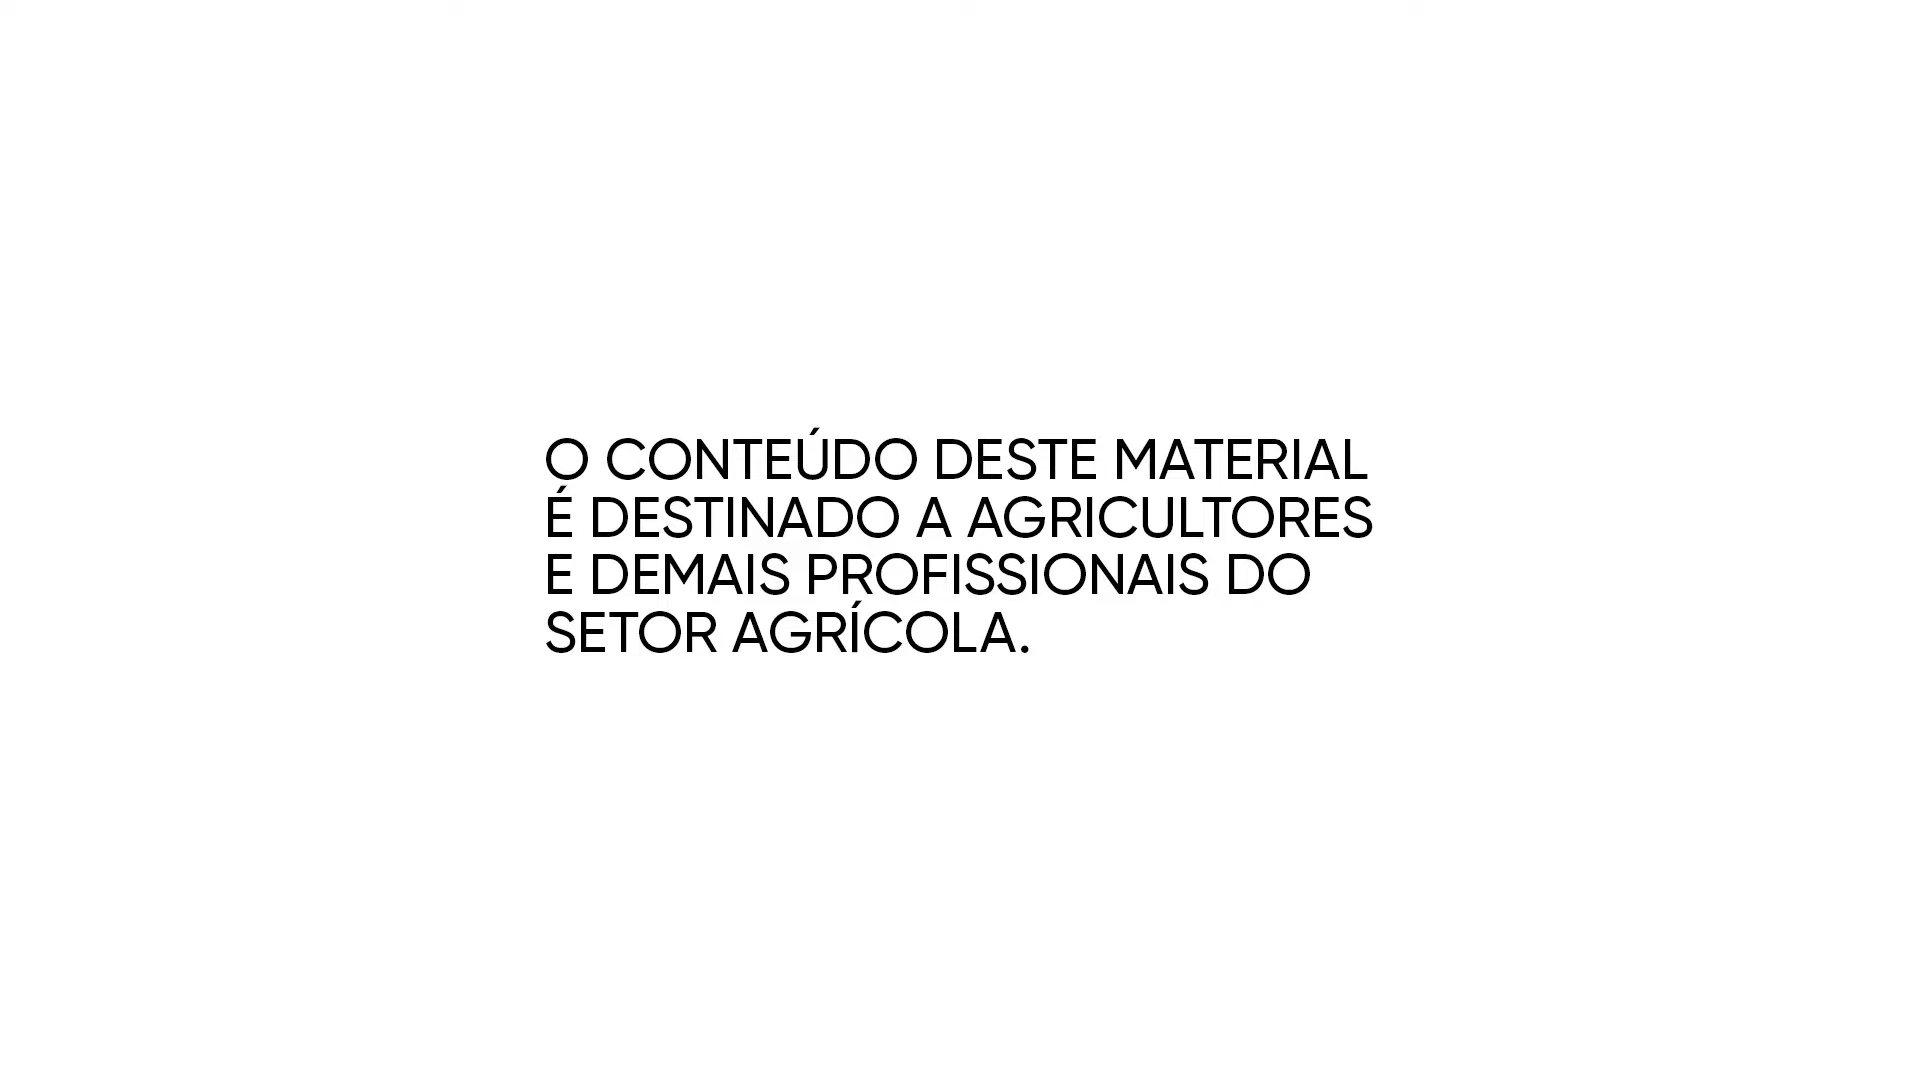 O CONTEÚDO DESTE MATERIAL
É DESTINADO A AGRICULTORES
E DEMAIS PROFISSIONAIS DO
SETOR AGRÍCOLA.